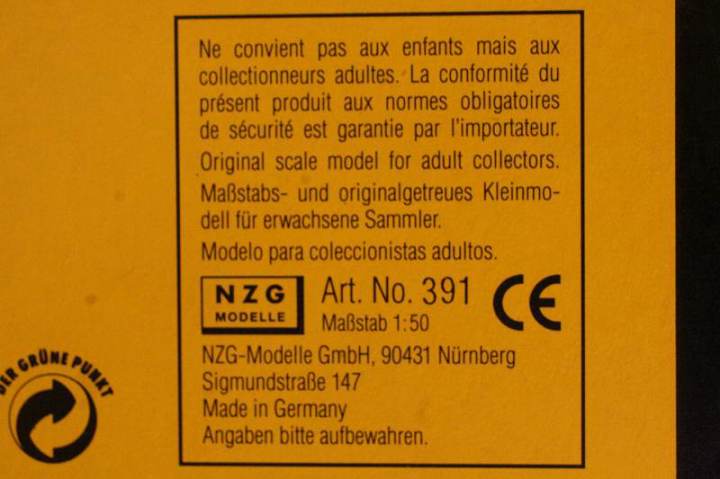 Ne convient pas aux enfants mais aux
collectionneurs adultes. La conformité du
présent produit aux normes obligatoires
de sécurité est garantie par l'importateur.
Original scale model for adult collectors.
Maßstabs- und originalgetreues Kleinmo-
dell für erwachsene Sammler.
Modelo para coleccionistas adultos.
NZG
MODELLE
Art. No. 391
Maßstab 1:50
CE
NZG-Modelle GmbH, 90431 Nürnberg
Sigmundstraße 147
Made in Germany
Angaben bitte aufbewahren.
DER GRÜNE PUNKT